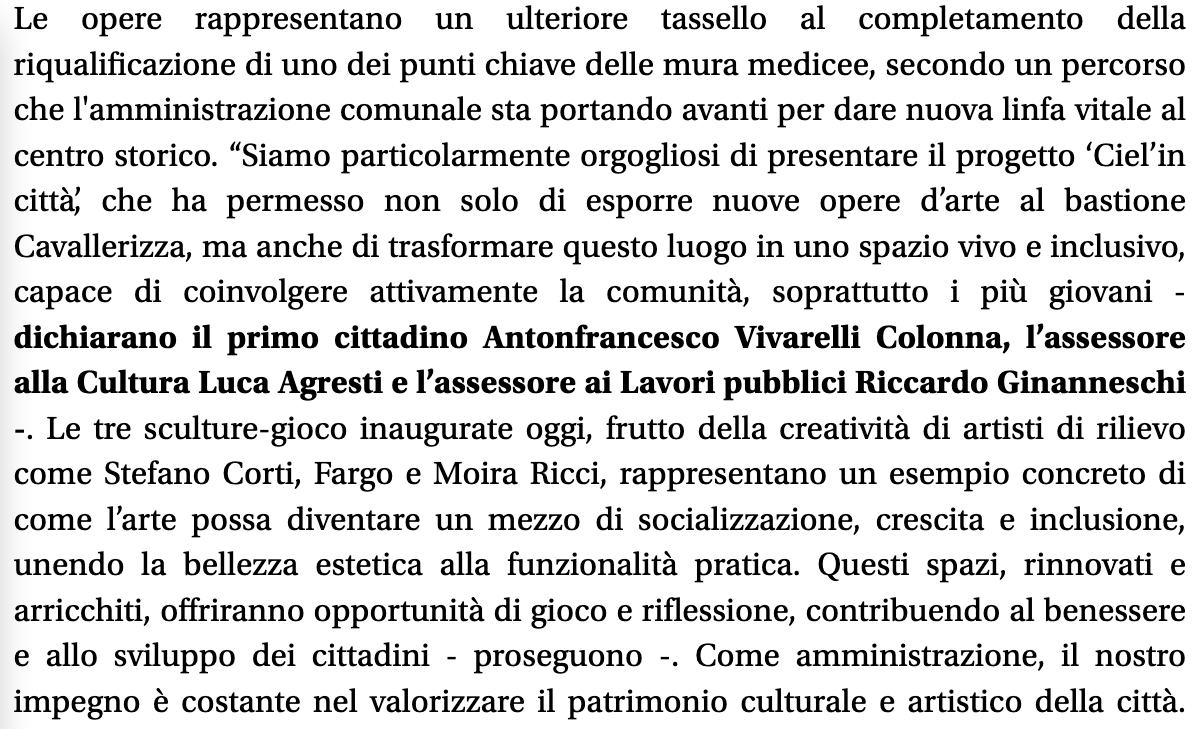 Le opere rappresentano un ulteriore tassello al completamento della
riqualificazione di uno dei punti chiave delle mura medicee, secondo un percorso
che l'amministrazione comunale sta portando avanti per dare nuova linfa vitale al
centro storico. “Siamo particolarmente orgogliosi di presentare il progetto ‘Ciel’in
città’, che ha permesso non solo di esporre nuove opere d’arte al bastione
Cavallerizza, ma anche di trasformare questo luogo in uno spazio vivo e inclusivo,
capace di coinvolgere attivamente la comunità, soprattutto i più giovani -
dichiarano il primo cittadino Antonfrancesco Vivarelli Colonna, l’assessore
alla Cultura Luca Agresti e l’assessore ai Lavori pubblici Riccardo Ginanneschi
-. Le tre sculture-gioco inaugurate oggi, frutto della creatività di artisti di rilievo
come Stefano Corti, Fargo e Moira Ricci, rappresentano un esempio concreto di
come l’arte possa diventare un mezzo di socializzazione, crescita e inclusione,
unendo la bellezza estetica alla funzionalità pratica. Questi spazi, rinnovati e
arricchiti, offriranno opportunità di gioco e riflessione, contribuendo al benessere
e allo sviluppo dei cittadini - proseguono -. Come amministrazione, il nostro
impegno è costante nel valorizzare il patrimonio culturale e artistico della città.